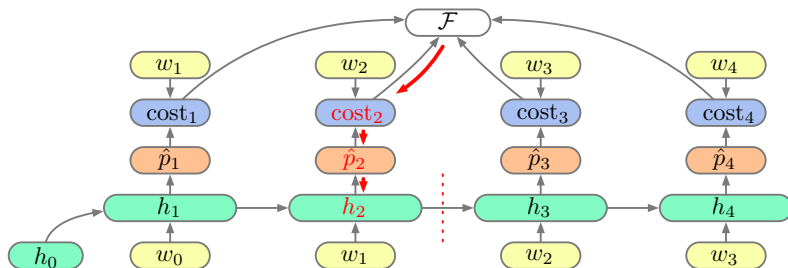 ℱ
w₁ w₂ w₃ w₄
cost₁ cost₂ cost₃ cost₄
p̂₁ p̂₂ p̂₃ p̂₄
h₁ h₂ h₃ h₄
h₀ w₀ w₁ w₂ w₃